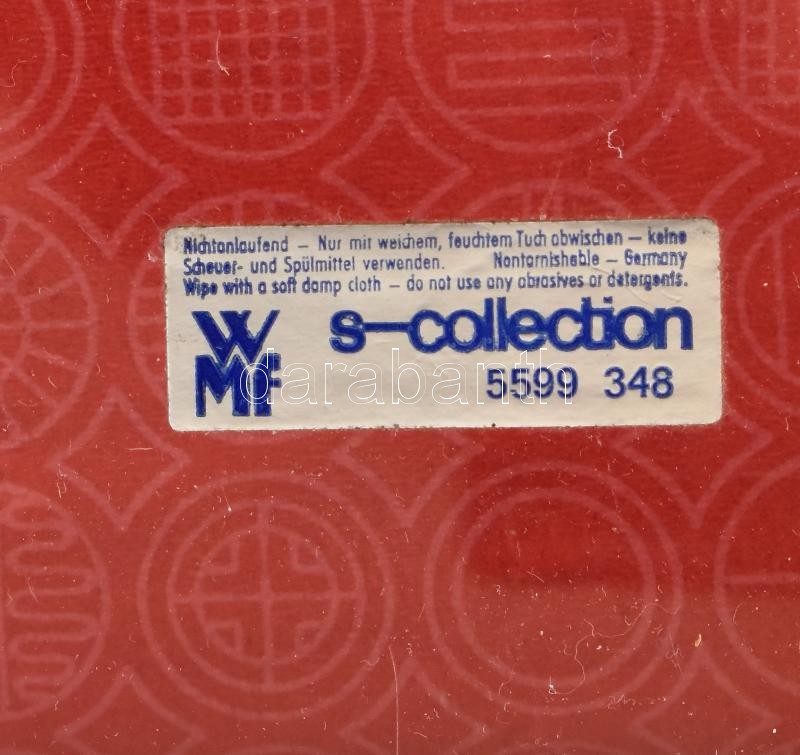 Nichtanlaufend – Nur mit weichem, feuchtem Tuch abwischen – keine
Scheuer- und Spülmittel verwenden. Nontarnishable – Germany
Wipe with a soft damp cloth – do not use any abrasives or detergents.
WMF s-collection
5599 348
darabanth